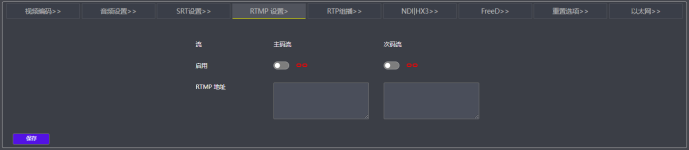 视频编码>> 音频设置>> SRT设置>> RTMP 设置> RTP组播>> NDI|HX3>> FreeD>> 重置选项>> 以太网>>
流 主码流 次码流
启用
RTMP 地址
保存